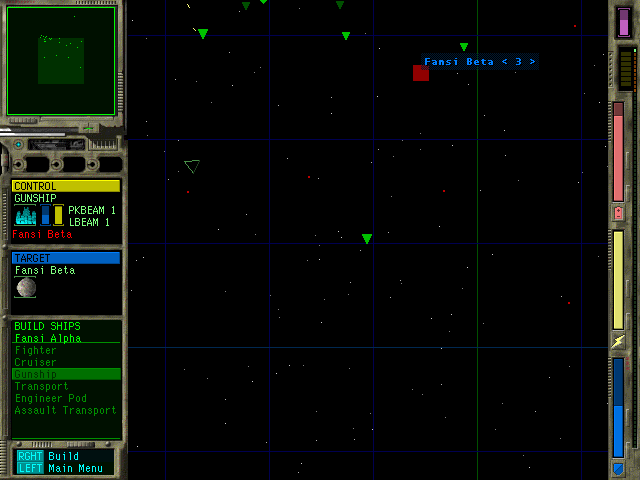 Fansi Beta < 3 >
CONTROL
GUNSHIP
PKBEAM 1
LBEAM 1
Fansi Beta
TARGET
Fansi Beta
BUILD SHIPS
Fansi Alpha
Fighter
Cruiser
Gunship
Transport
Engineer Pod
Assault Transport
RGHT Build
LEFT Main Menu